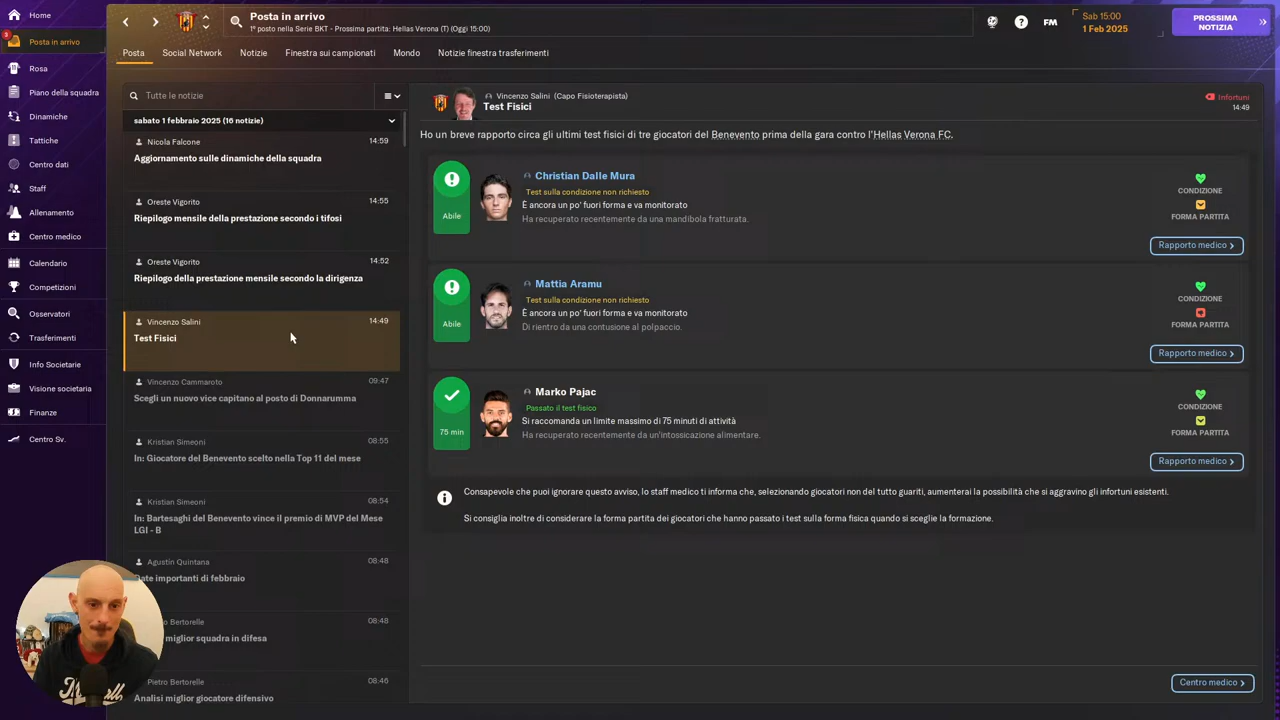 Home
3
Posta in arrivo
Rosa
Piano della squadra
Dinamiche
Tattiche
Centro dati
Staff
Allenamento
Centro medico
Calendario
Competizioni
Osservatori
Trasferimenti
Info Societarie
Visione societaria
Finanze
Centro Sv.
Posta in arrivo
1º posto nella Serie BKT - Prossima partita: Hellas Verona (T) (Oggi 15:00)
?
FM
Sab 15:00
1 Feb 2025
PROSSIMA
NOTIZIA
Posta
Social Network
Notizie
Finestra sui campionati
Mondo
Notizie finestra trasferimenti
Tutte le notizie
sabato 1 febbraio 2025 (16 notizie)
Nicola Falcone
14:59
Aggiornamento sulle dinamiche della squadra
Oreste Vigorito
14:55
Riepilogo mensile della prestazione secondo i tifosi
Oreste Vigorito
14:52
Riepilogo della prestazione mensile secondo la dirigenza
Vincenzo Salini
14:49
Test Fisici
Vincenzo Cammaroto
09:47
Scegli un nuovo vice capitano al posto di Donnarumma
Kristian Simeoni
08:55
In: Giocatore del Benevento scelto nella Top 11 del mese
Kristian Simeoni
08:54
In: Bartesaghi del Benevento vince il premio di MVP del Mese
LGI - B
Agustín Quintana
08:48
ate importanti di febbraio
Bertorelle
08:48
miglior squadra in difesa
Pietro Bertorelle
08:46
Analisi miglior giocatore difensivo
Vincenzo Salini (Capo Fisioterapista)
Test Fisici
Infortuni
14:49
Ho un breve rapporto circa gli ultimi test fisici di tre giocatori del Benevento prima della gara contro l'Hellas Verona FC.
Abile
Christian Dalle Mura
Test sulla condizione non richiesto
È ancora un po' fuori forma e va monitorato
Ha recuperato recentemente da una mandibola fratturata.
CONDIZIONE
FORMA PARTITA
Rapporto medico
Abile
Mattia Aramu
Test sulla condizione non richiesto
È ancora un po' fuori forma e va monitorato
Di rientro da una contusione al polpaccio.
CONDIZIONE
FORMA PARTITA
Rapporto medico
75 min
Marko Pajac
Passato il test fisico
Si raccomanda un limite massimo di 75 minuti di attività
Ha recuperato recentemente da un'intossicazione alimentare.
CONDIZIONE
FORMA PARTITA
Rapporto medico
Consapevole che puoi ignorare questo avviso, lo staff medico ti informa che, selezionando giocatori non del tutto guariti, aumenterai la possibilità che si aggravino gli infortuni esistenti.
Si consiglia inoltre di considerare la forma partita dei giocatori che hanno passati i test sulla forma fisica quando si sceglie la formazione.
Centro medico